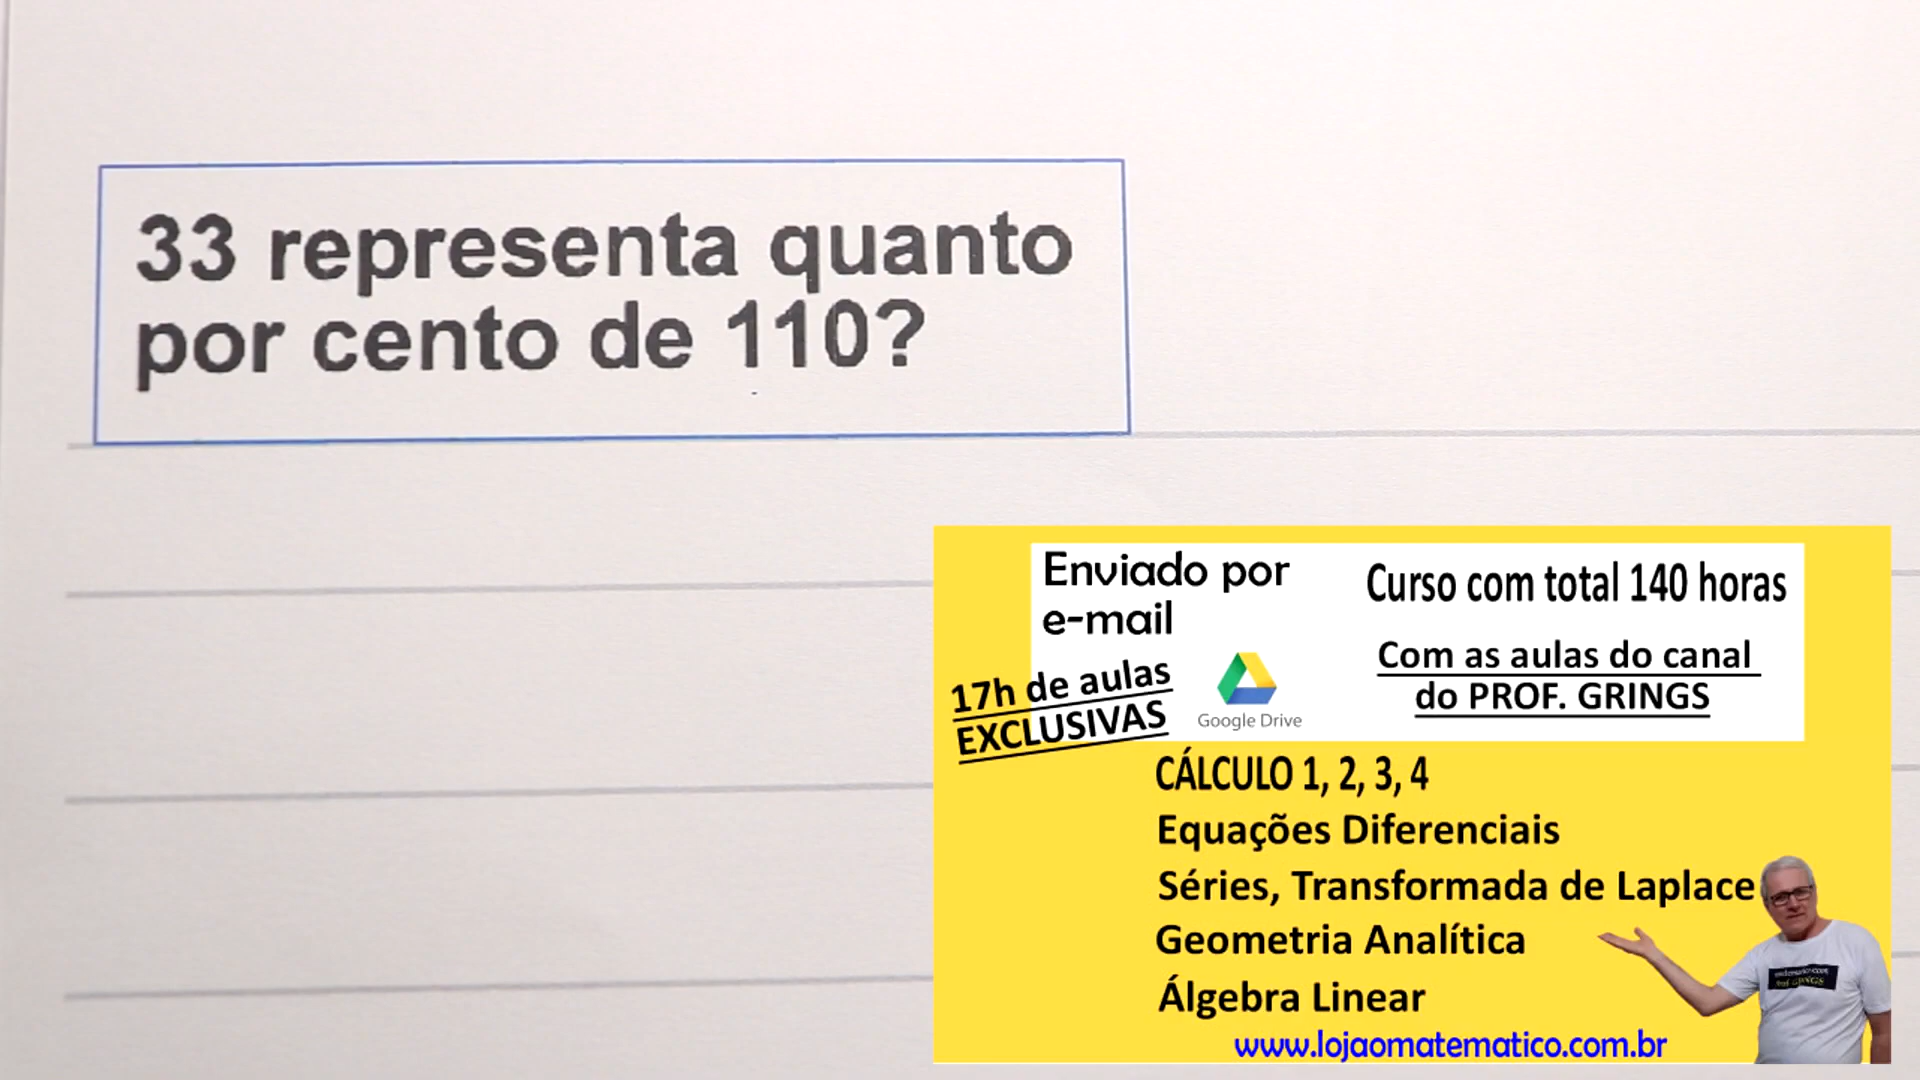 33 representa quanto
por cento de 110?
Enviado por
e-mail
Curso com total 140 horas
Com as aulas do canal
do PROF. GRINGS
17h de aulas
EXCLUSIVAS
Google Drive
CÁLCULO 1, 2, 3, 4
Equações Diferenciais
Séries, Transformada de Laplace
Geometria Analítica
Álgebra Linear
www.lojaomatematico.com.br